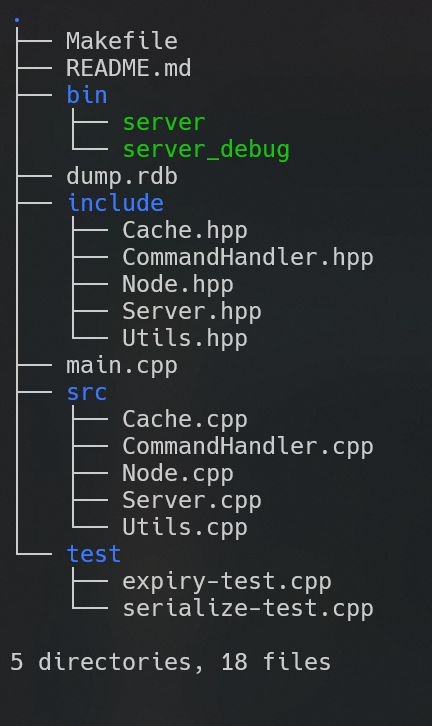 .
├── Makefile
├── README.md
├── bin
│   ├── server
│   └── server_debug
├── dump.rdb
├── include
│   ├── Cache.hpp
│   ├── CommandHandler.hpp
│   ├── Node.hpp
│   ├── Server.hpp
│   └── Utils.hpp
├── main.cpp
├── src
│   ├── Cache.cpp
│   ├── CommandHandler.cpp
│   ├── Node.cpp
│   ├── Server.cpp
│   └── Utils.cpp
└── test
    ├── expiry-test.cpp
    └── serialize-test.cpp

5 directories, 18 files